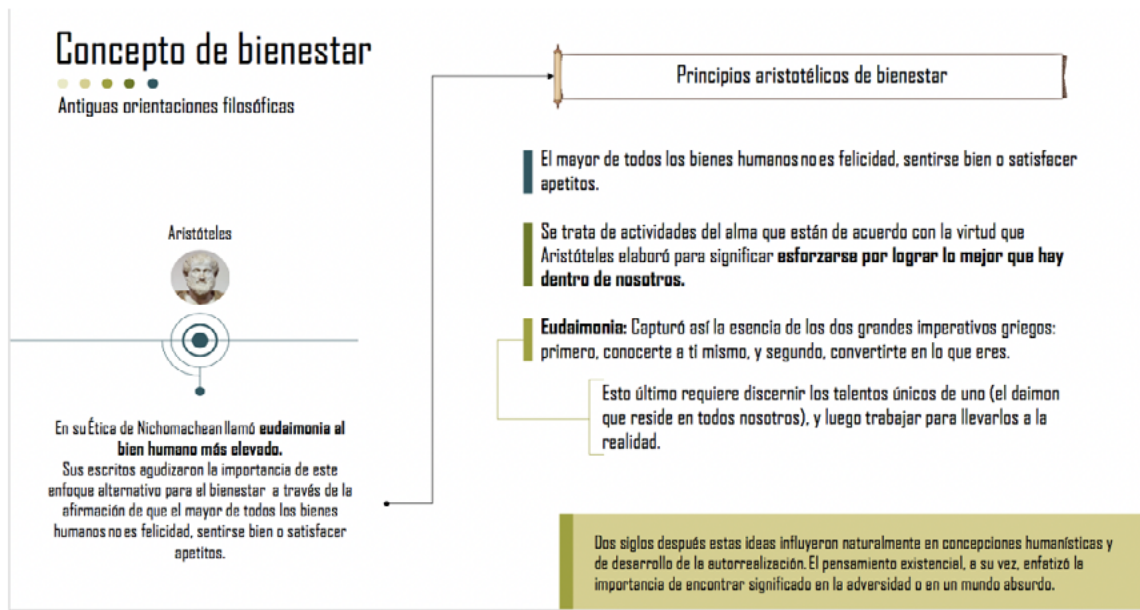 Concepto de bienestar
Antiguas orientaciones filosóficas
Aristóteles
En su Ética de Nichomachean llamó eudaimonia al
bien humano más elevado.
Sus escritos agudizaron la importancia de este
enfoque alternativo para el bienestar a través de la
afirmación de que el mayor de todos los bienes
humanos no es felicidad, sentirse bien o satisfacer
apetitos.
Principios aristotélicos de bienestar
El mayor de todos los bienes humanos no es felicidad, sentirse bien o satisfacer
apetitos.
Se trata de actividades del alma que están de acuerdo con la virtud que
Aristóteles elaboró para significar esforzarse por lograr lo mejor que hay
dentro de nosotros.
Eudaimonia: Capturó así la esencia de los dos grandes imperativos griegos:
primero, conocerte a ti mismo, y segundo, convertirte en lo que eres.
Esto último requiere discernir los talentos únicos de uno (el daimon
que reside en todos nosotros), y luego trabajar para llevarlos a la
realidad.
Dos siglos después estas ideas influyeron naturalmente en concepciones humanísticas y
de desarrollo de la autorrealización. El pensamiento existencial, a su vez, enfatizó la
importancia de encontrar significado en la adversidad o en un mundo absurdo.